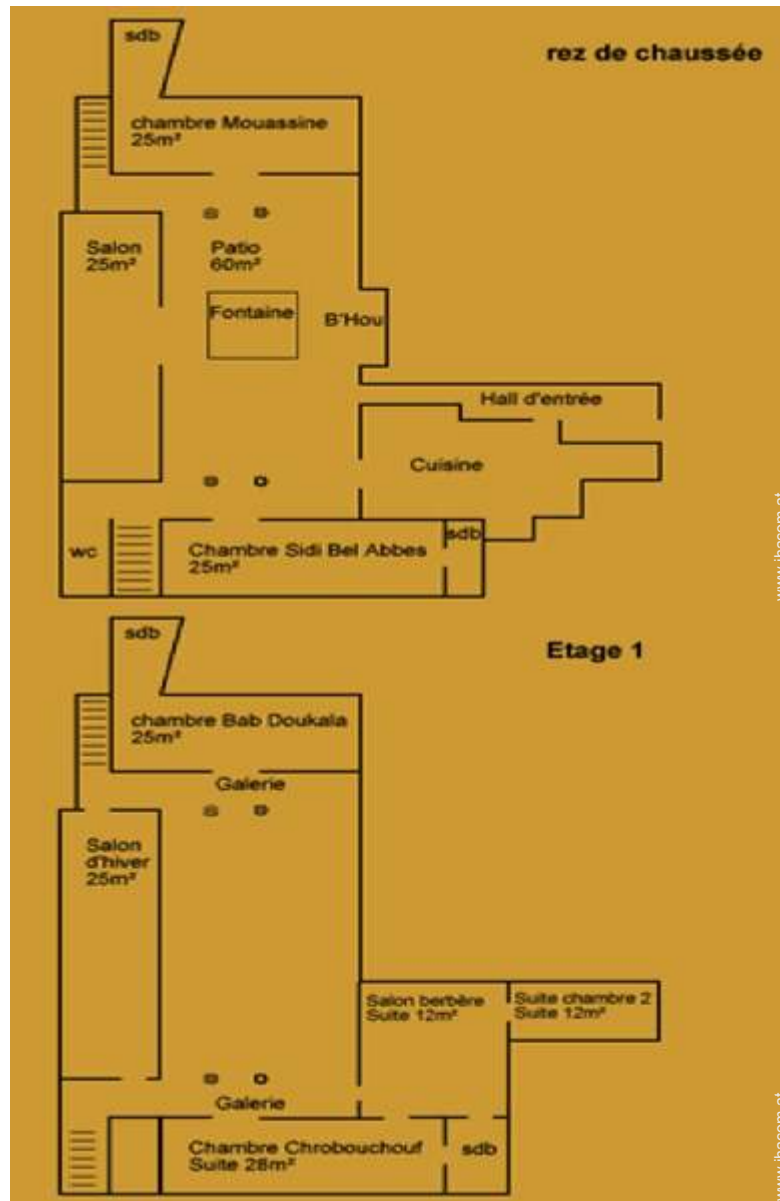 sdb
rez de chaussée
chambre Mouassine
25m²
Salon
25m²
Patio
60m²
Fontaine
B'Hou
Hall d'entrée
Cuisine
wc
Chambre Sidi Bel Abbes
25m²
sdb
sdb
Etage 1
chambre Bab Doukala
25m²
Galerie
Salon
d'hiver
25m²
Salon berbère
Suite 12m²
Suite chambre 2
Suite 12m²
Galerie
Chambre Chrobouchouf
Suite 28m²
sdb